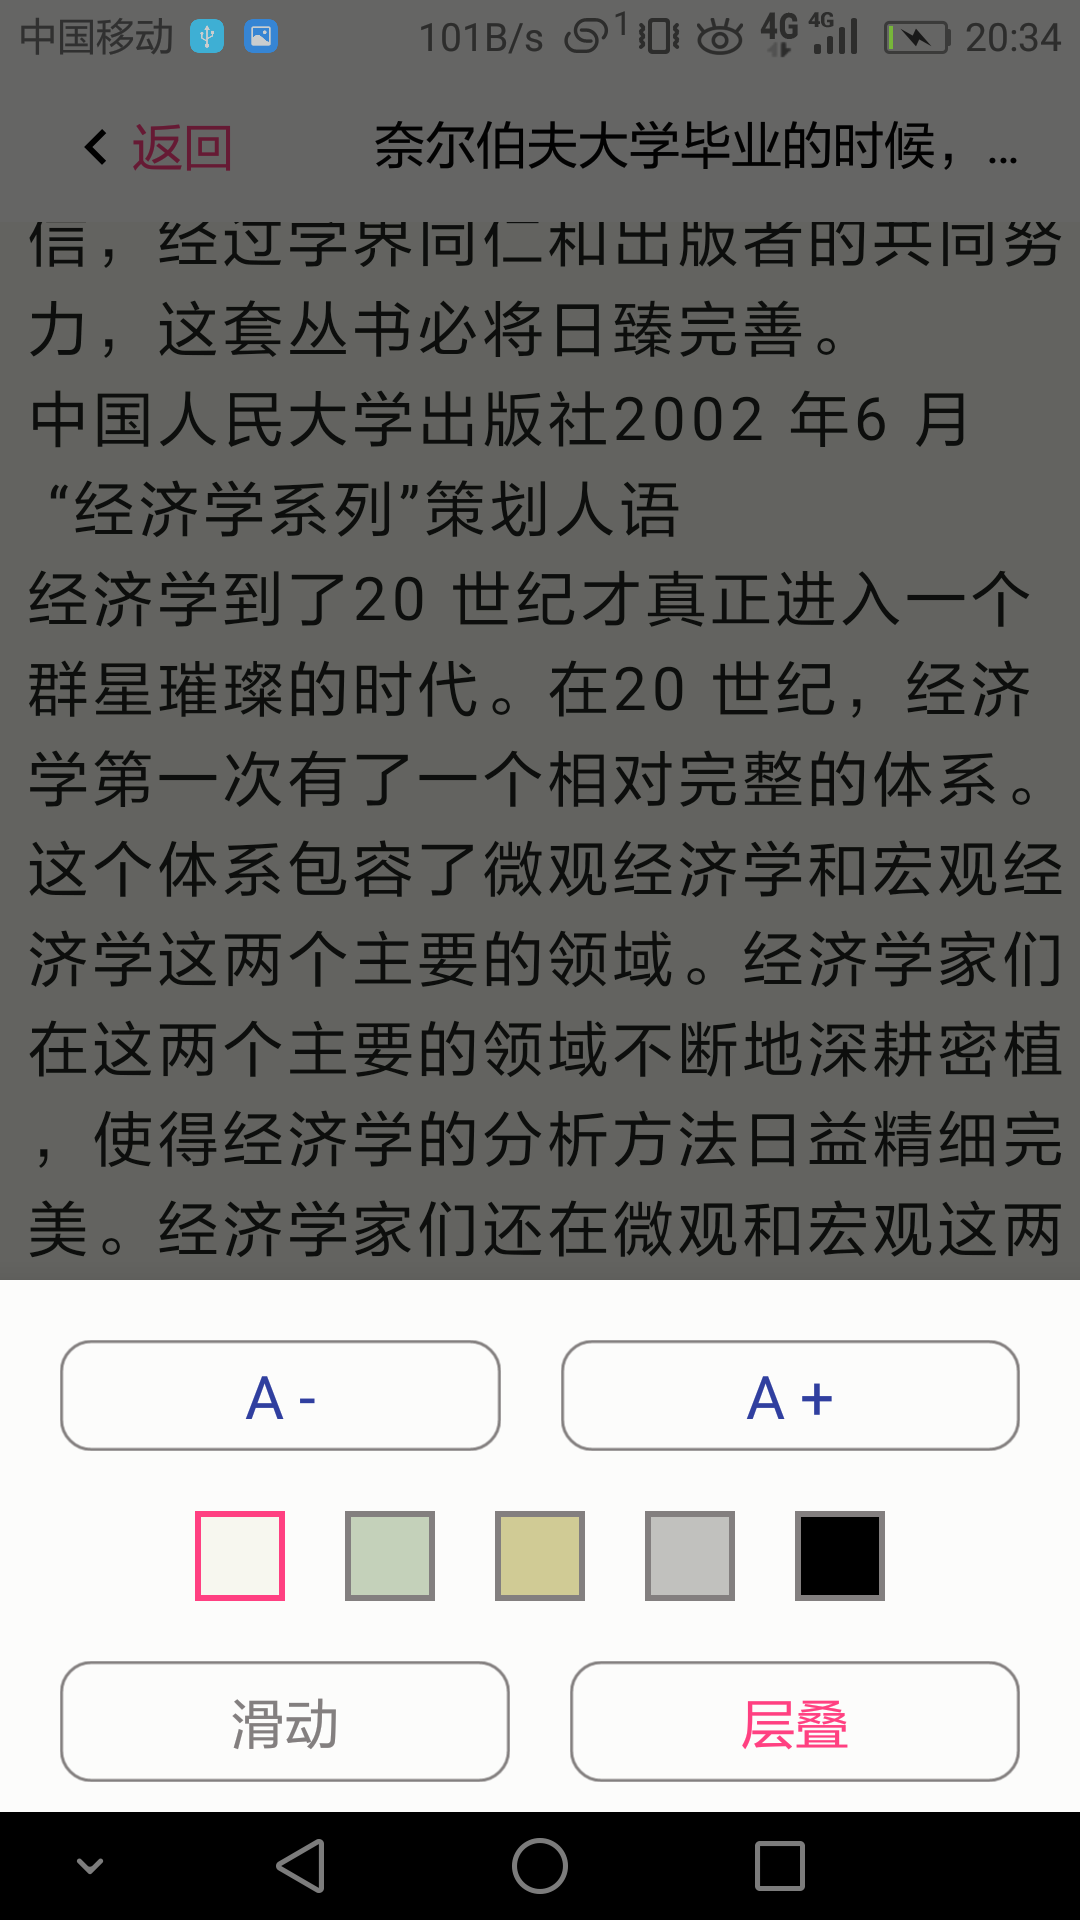 中国移动 101B/s 1 4G 4G 20:34
返回 奈尔伯夫大学毕业的时候，...
信，经过学界同仁和出版者的共同努
力，这套丛书必将日臻完善。
中国人民大学出版社2002 年6 月
“经济学系列”策划人语
经济学到了20 世纪才真正进入一个
群星璀璨的时代。在20 世纪，经济
学第一次有了一个相对完整的体系。
这个体系包容了微观经济学和宏观经
济学这两个主要的领域。经济学家们
在这两个主要的领域不断地深耕密植
，使得经济学的分析方法日益精细完
美。经济学家们还在微观和宏观这两
A - A +
滑动 层叠